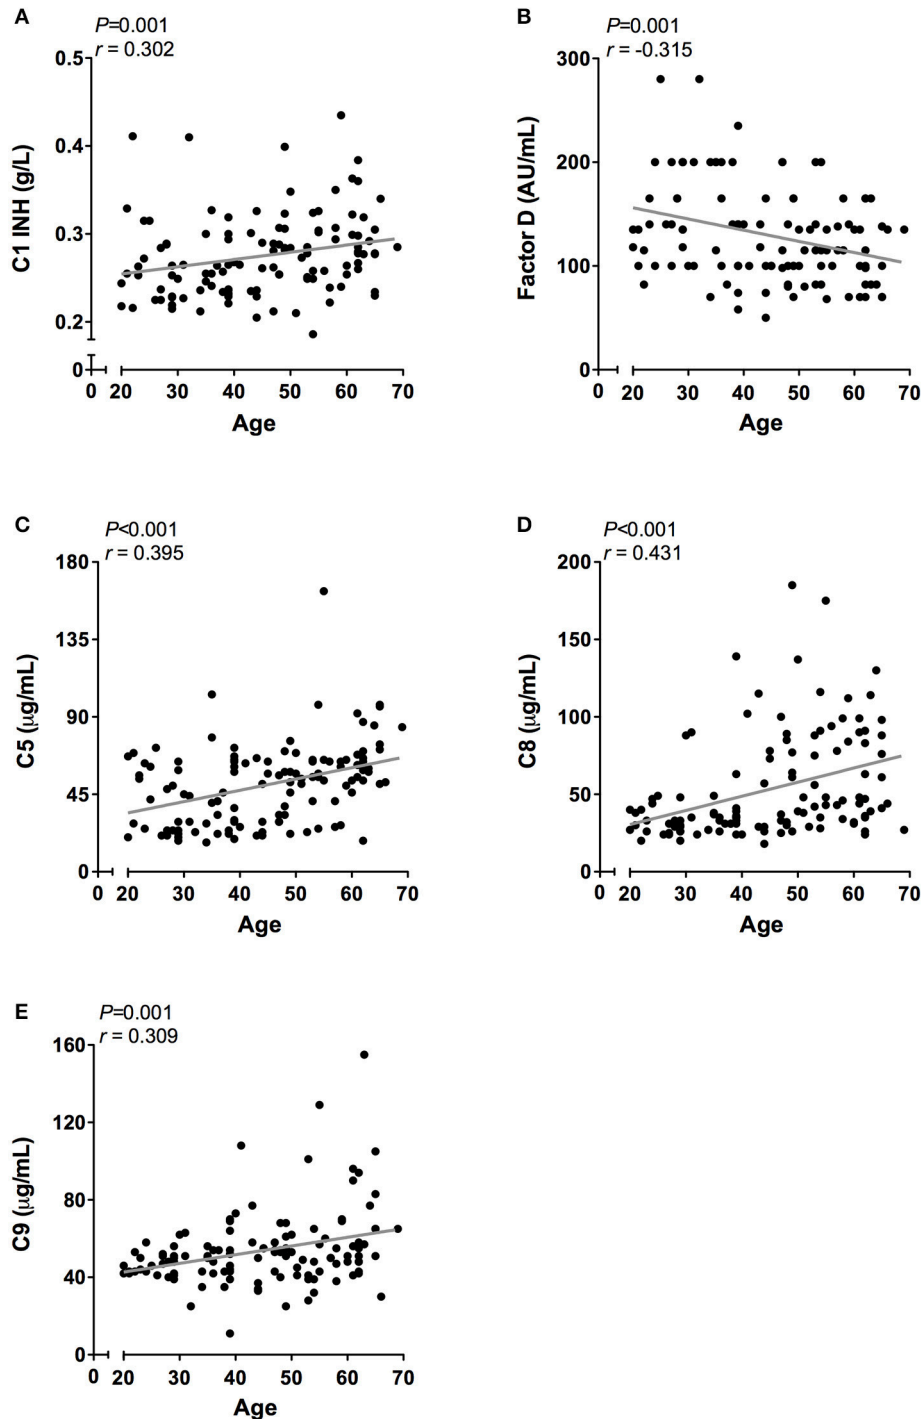 A
P=0.001
r = 0.302
C1 INH (g/L)
0.5
0.4
0.3
0.2
0
0 20 30 40 50 60 70
Age
B
P=0.001
r = -0.315
Factor D (AU/mL)
300
200
100
0
0 20 30 40 50 60 70
Age
C
P<0.001
r = 0.395
C5 (μg/mL)
180
135
90
45
0
0 20 30 40 50 60 70
Age
D
P<0.001
r = 0.431
C8 (μg/mL)
200
150
100
50
0
0 20 30 40 50 60 70
Age
E
P=0.001
r = 0.309
C9 (μg/mL)
160
120
80
40
0
0 20 30 40 50 60 70
Age